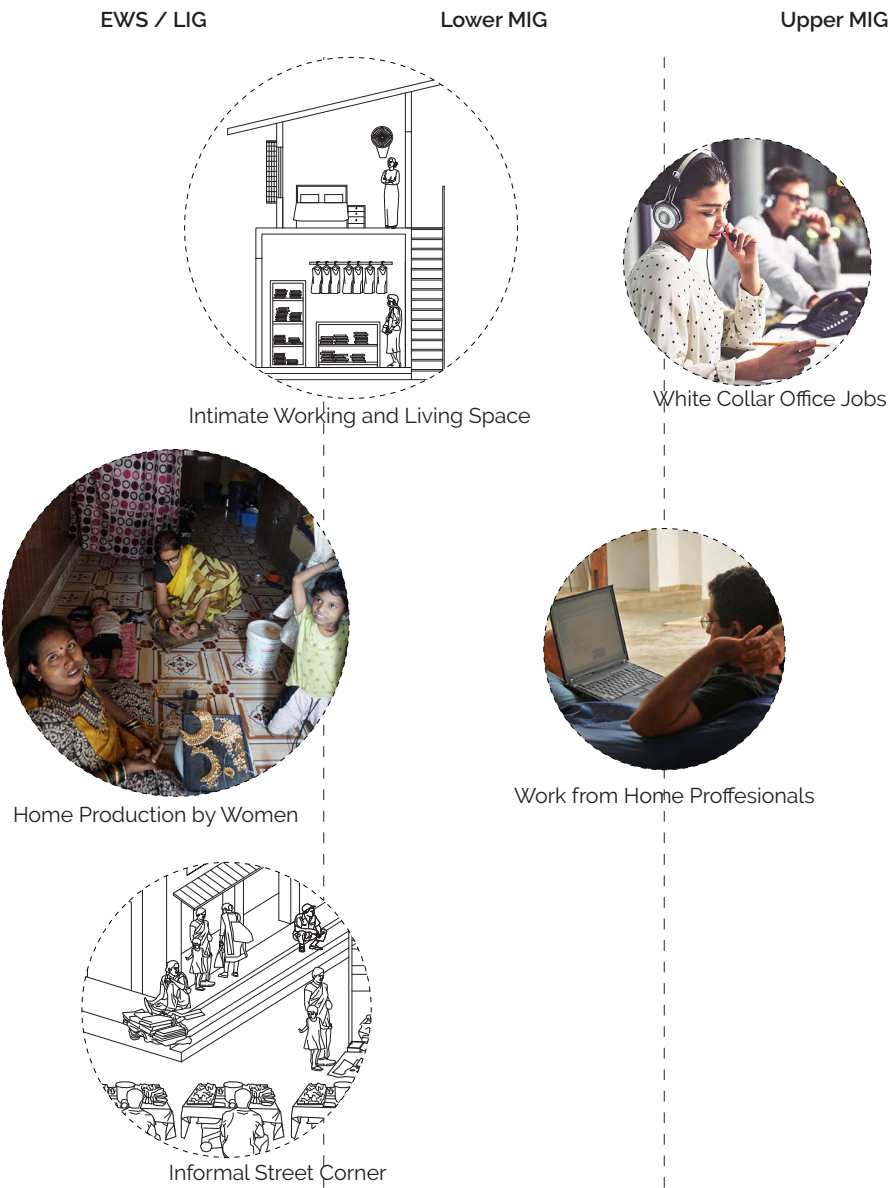 EWS / LIG
Lower MIG
Upper MIG
Intimate Working and Living Space
White Collar Office Jobs
Home Production by Women
Work from Home Proffesionals
Informal Street Corner